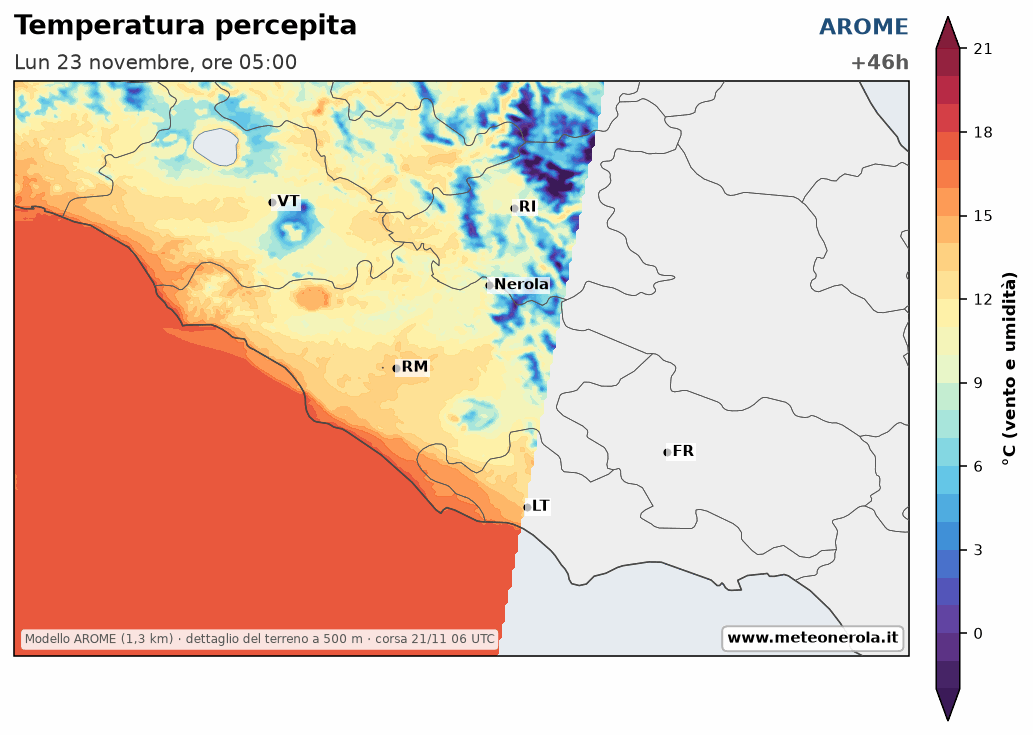 Temperatura percepita
AROME
Lun 23 novembre, ore 05:00
+46h
21
18
15
12
9
6
3
0
°C (vento e umidità)
VT
RI
Nerola
RM
FR
LT
Modello AROME (1,3 km) · dettaglio del terreno a 500 m · corsa 21/11 06 UTC
www.meteonerola.it